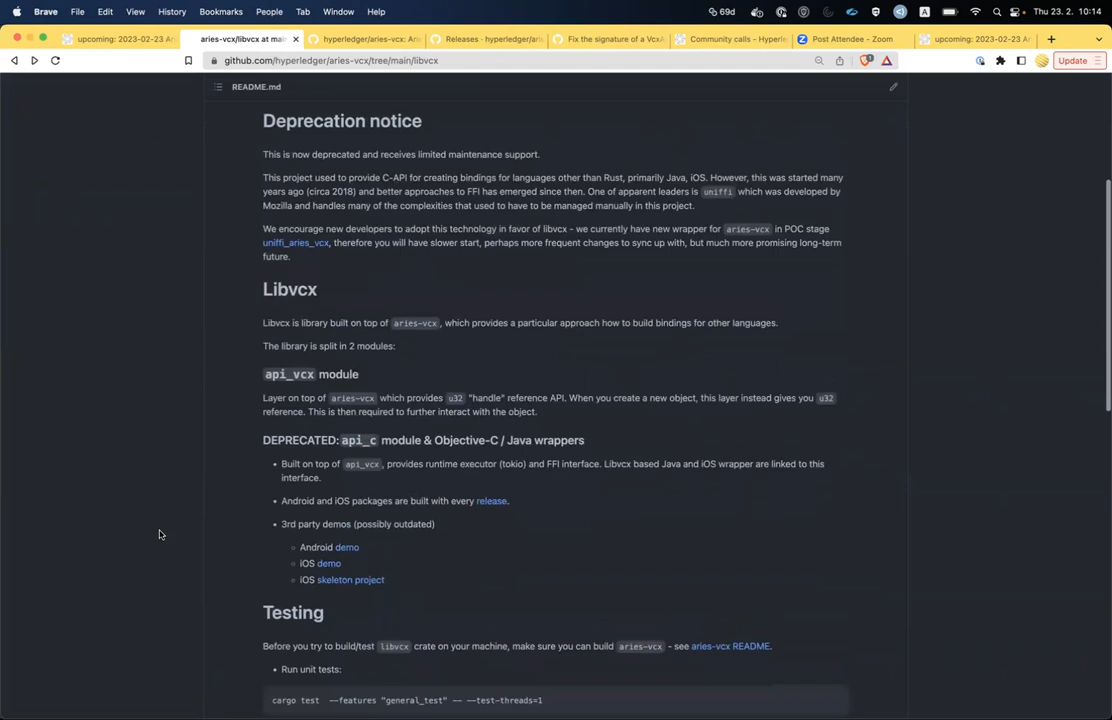 Brave File Edit View History Bookmarks People Tab Window Help 69d A Thu 23. 2. 10:14
upcoming: 2023-02-23 Ari aries-vcx/libvcx at main hyperledger/aries-vcx: Ari Releases · hyperledger/ari Fix the signature of a VcxA Community calls - Hyperle Post Attendee - Zoom upcoming: 2023-02-23 Ar
github.com/hyperledger/aries-vcx/tree/main/libvcx 1 Update
README.md
Deprecation notice
This is now deprecated and receives limited maintenance support.
This project used to provide C-API for creating bindings for languages other than Rust, primarily Java, iOS. However, this was started many
years ago (circa 2018) and better approaches to FFI has emerged since then. One of apparent leaders is uniffi which was developed by
Mozilla and handles many of the complexities that used to have to be managed manually in this project.
We encourage new developers to adopt this technology in favor of libvcx - we currently have new wrapper for aries-vcx in POC stage
uniffi_aries_vcx, therefore you will have slower start, perhaps more frequent changes to sync up with, but much more promising long-term
future.
Libvcx
Libvcx is library built on top of aries-vcx, which provides a particular approach how to build bindings for other languages.
The library is split in 2 modules:
api_vcx module
Layer on top of aries-vcx which provides u32 "handle" reference API. When you create a new object, this layer instead gives you u32
reference. This is then required to further interact with the object.
DEPRECATED: api_c module & Objective-C / Java wrappers
• Built on top of api_vcx, provides runtime executor (tokio) and FFI interface. Libvcx based Java and iOS wrapper are linked to this
interface.
• Android and iOS packages are built with every release.
• 3rd party demos (possibly outdated)
○ Android demo
○ iOS demo
○ iOS skeleton project
Testing
Before you try to build/test libvcx crate on your machine, make sure you can build aries-vcx - see aries-vcx README.
• Run unit tests:
cargo test --features "general_test" -- --test-threads=1